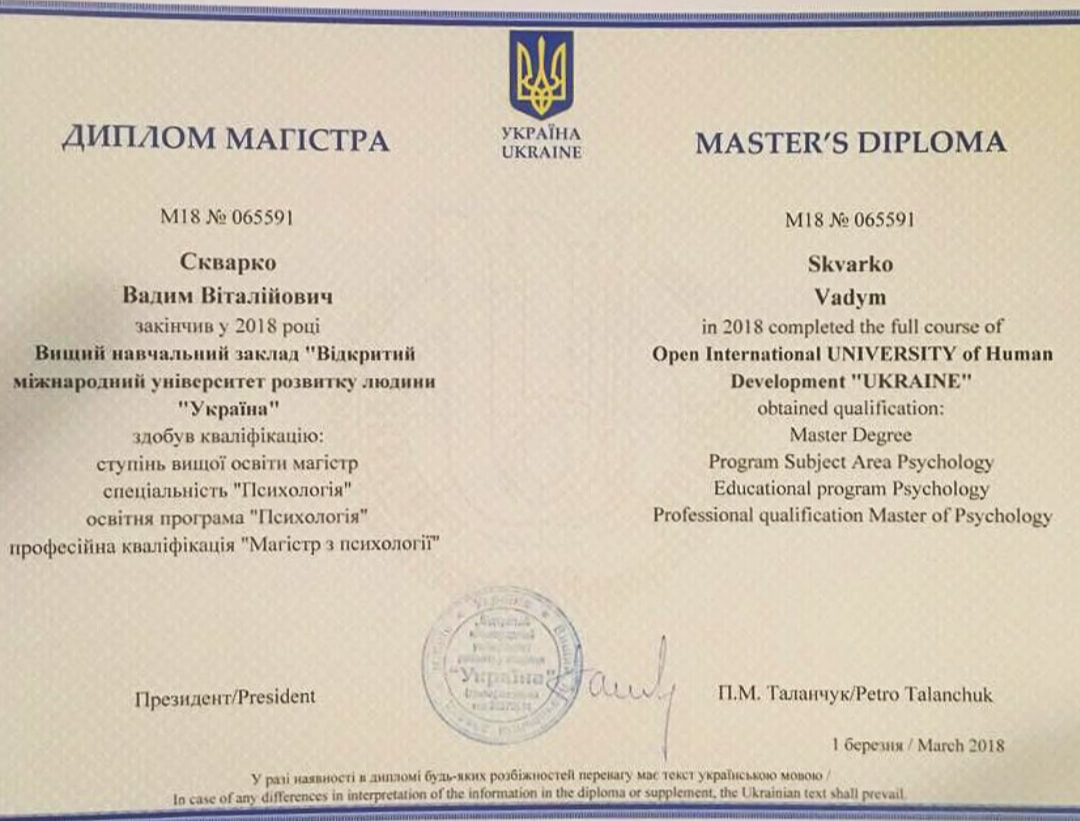 УКРАЇНА
UKRAINE
ДИПЛОМ МАГІСТРА
М18 № 065591
Скварко
Вадим Віталійович
закінчив у 2018 році
Вищий навчальний заклад "Відкритий
міжнародний університет розвитку людини
"Україна"
здобув кваліфікацію:
ступінь вищої освіти магістр
спеціальність "Психологія"
освітня програма "Психологія"
професійна кваліфікація "Магістр з психології"
MASTER'S DIPLOMA
М18 № 065591
Skvarko
Vadym
in 2018 completed the full course of
Open International UNIVERSITY of Human
Development "UKRAINE"
obtained qualification:
Master Degree
Program Subject Area Psychology
Educational program Psychology
Professional qualification Master of Psychology
Президент/President
"Україна"
П.М. Таланчук/Petro Talanchuk
1 березня / March 2018
У разі наявності в дипломі будь-яких розбіжностей перевагу має текст українською мовою /
In case of any differences in interpretation of the information in the diploma or supplement, the Ukrainian text shall prevail.